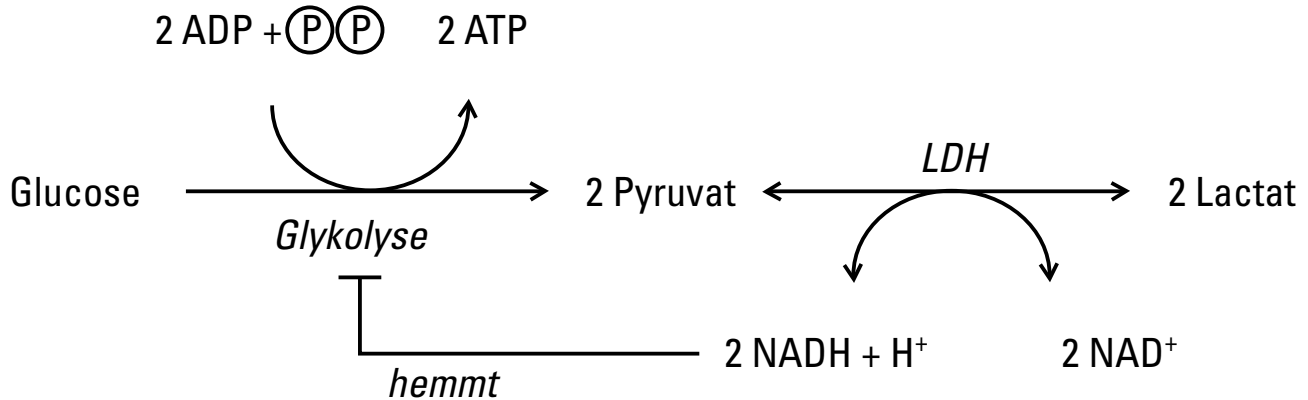 2 ADP + P P 2 ATP
Glucose 2 Pyruvat LDH 2 Lactat
Glykolyse
2 NADH + H⁺ 2 NAD⁺
hemmt